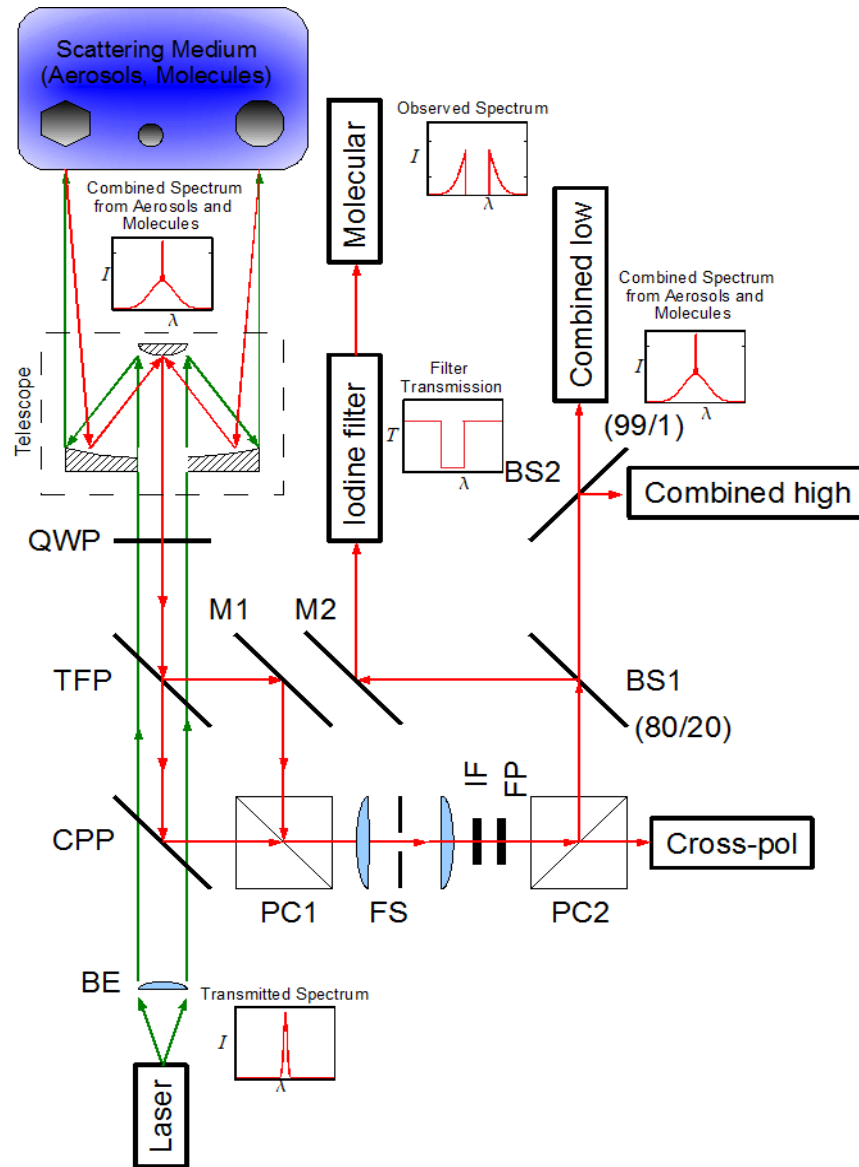 Scattering Medium
(Aerosols, Molecules)
Combined Spectrum
from Aerosols and
Molecules
I
λ
Telescope
Molecular
Observed Spectrum
I
λ
Iodine filter
Filter
Transmission
T
λ
Combined low
Combined Spectrum
from Aerosols and
Molecules
I
λ
(99/1)
BS2
Combined high
QWP
TFP
M1
M2
BS1
(80/20)
CPP
PC1
FS
IF
FP
PC2
Cross-pol
BE
Transmitted Spectrum
I
λ
Laser